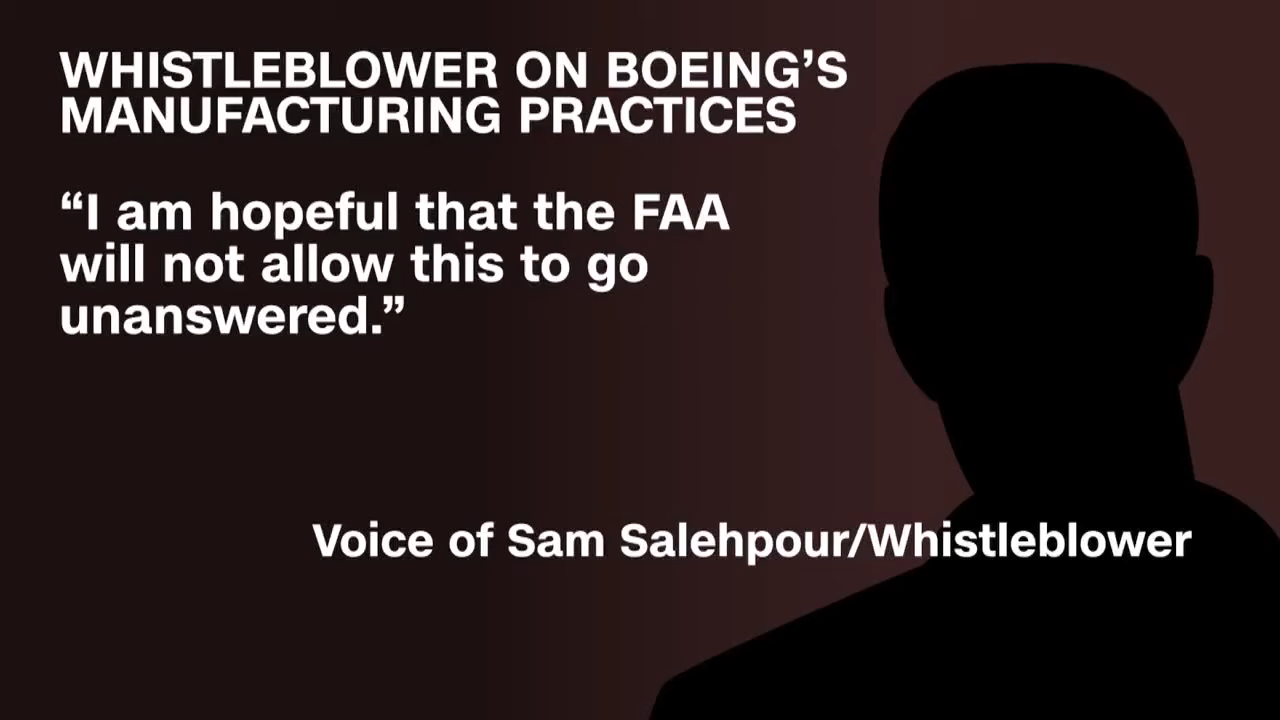 WHISTLEBLOWER ON BOEING’S
MANUFACTURING PRACTICES
“I am hopeful that the FAA
will not allow this to go
unanswered.”
Voice of Sam Salehpour/Whistleblower